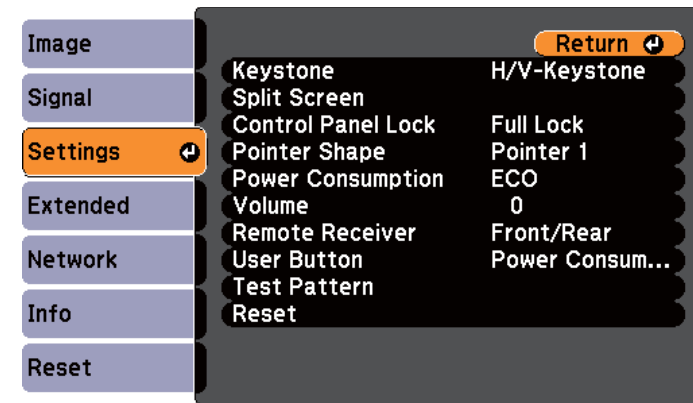 Image
Signal
Settings
Extended
Network
Info
Reset
Return
Keystone H/V-Keystone
Split Screen
Control Panel Lock Full Lock
Pointer Shape Pointer 1
Power Consumption ECO
Volume 0
Remote Receiver Front/Rear
User Button Power Consum...
Test Pattern
Reset